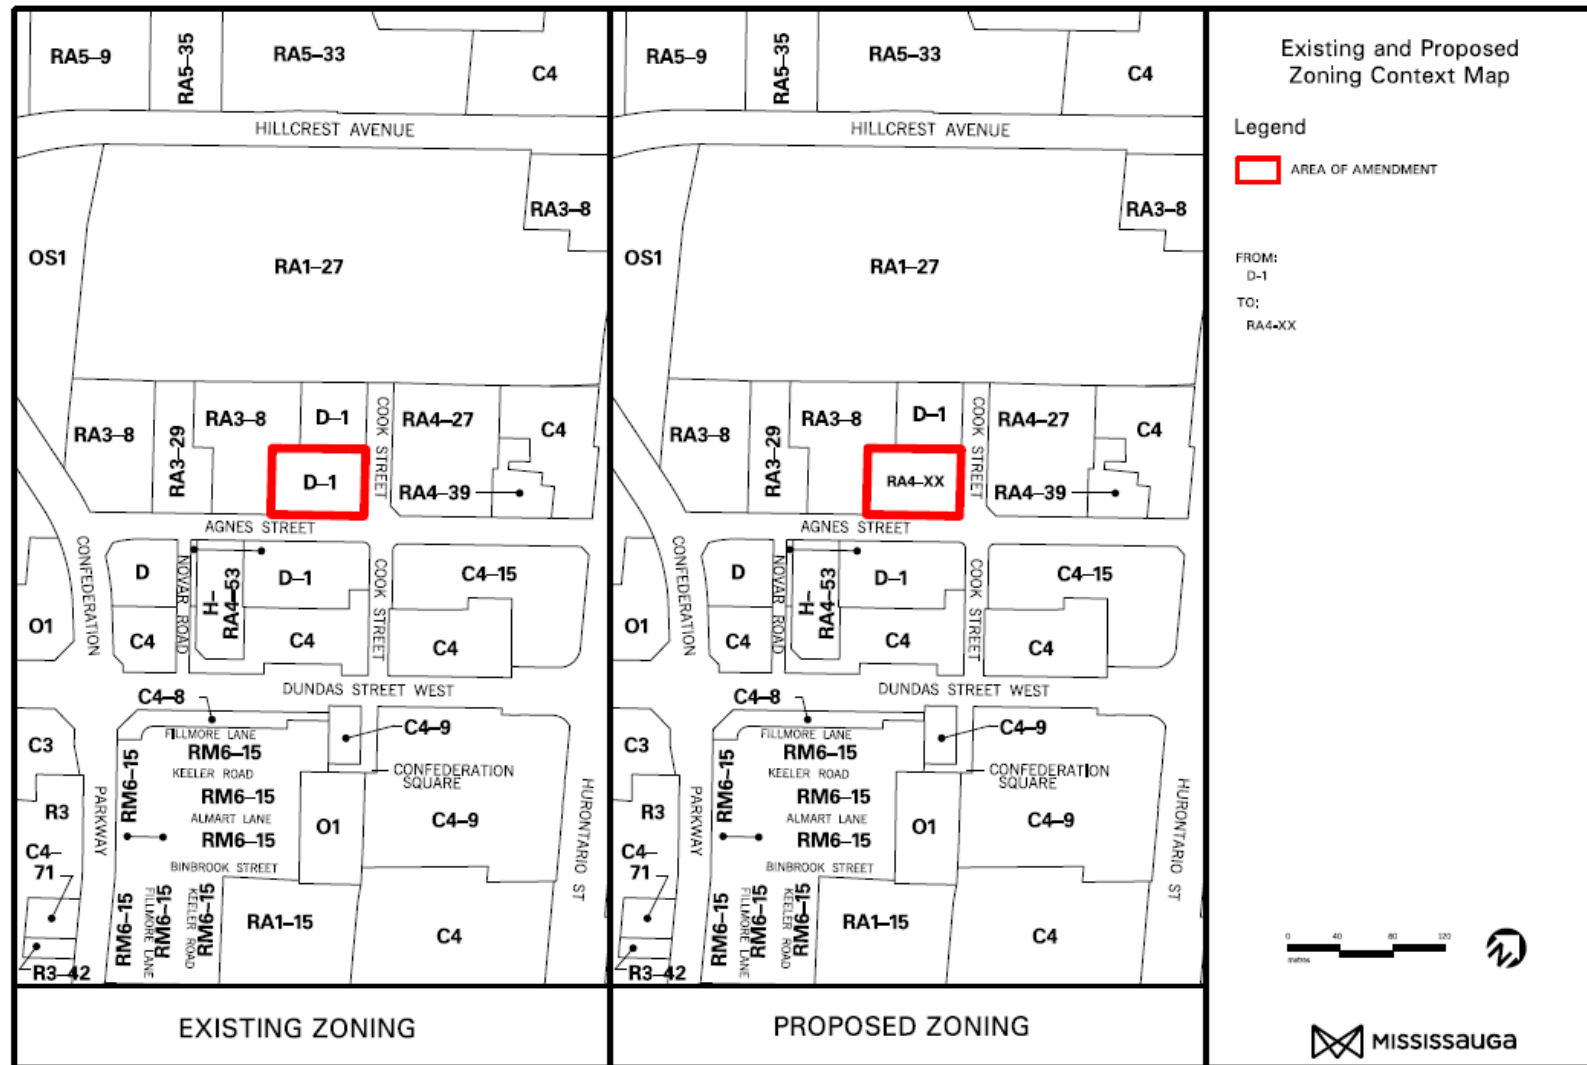 RA5–9
RA5–35
RA5–33
C4
HILLCREST AVENUE
RA3–8
OS1
RA1–27
RA3–8
RA3–29
RA3–8
D–1
COOK STREET
RA4–27
C4
D–1
RA4–39
AGNES STREET
CONFEDERATION
D
NOVAR ROAD
H–
RA4–53
D–1
COOK STREET
C4–15
O1
C4
C4
C4
DUNDAS STREET WEST
C4–8
C4–9
C3
RM6–15
FILLMORE LANE
RM6–15
KEELER ROAD
CONFEDERATION
SQUARE
R3
PARKWAY
RM6–15
ALMART LANE
RM6–15
O1
C4–9
HURONTARIO ST
C4–
71
BINBROOK STREET
RM6–15
FILLMORE LANE
RM6–15
KEELER ROAD
RM6–15
RA1–15
C4
R3–42
EXISTING ZONING
RA5–9
RA5–35
RA5–33
C4
HILLCREST AVENUE
RA3–8
OS1
RA1–27
RA3–8
RA3–29
RA3–8
D–1
COOK STREET
RA4–27
C4
RA4–XX
RA4–39
AGNES STREET
CONFEDERATION
D
NOVAR ROAD
H–
RA4–53
D–1
COOK STREET
C4–15
O1
C4
C4
C4
DUNDAS STREET WEST
C4–8
C4–9
C3
RM6–15
FILLMORE LANE
RM6–15
KEELER ROAD
CONFEDERATION
SQUARE
R3
PARKWAY
RM6–15
ALMART LANE
RM6–15
O1
C4–9
HURONTARIO ST
C4–
71
BINBROOK STREET
RM6–15
FILLMORE LANE
RM6–15
KEELER ROAD
RM6–15
RA1–15
C4
R3–42
PROPOSED ZONING
Existing and Proposed
Zoning Context Map
Legend
AREA OF AMENDMENT
FROM:
D-1
TO:
RA4-XX
0 40 80 120
metres
N
MISSISSAUGA